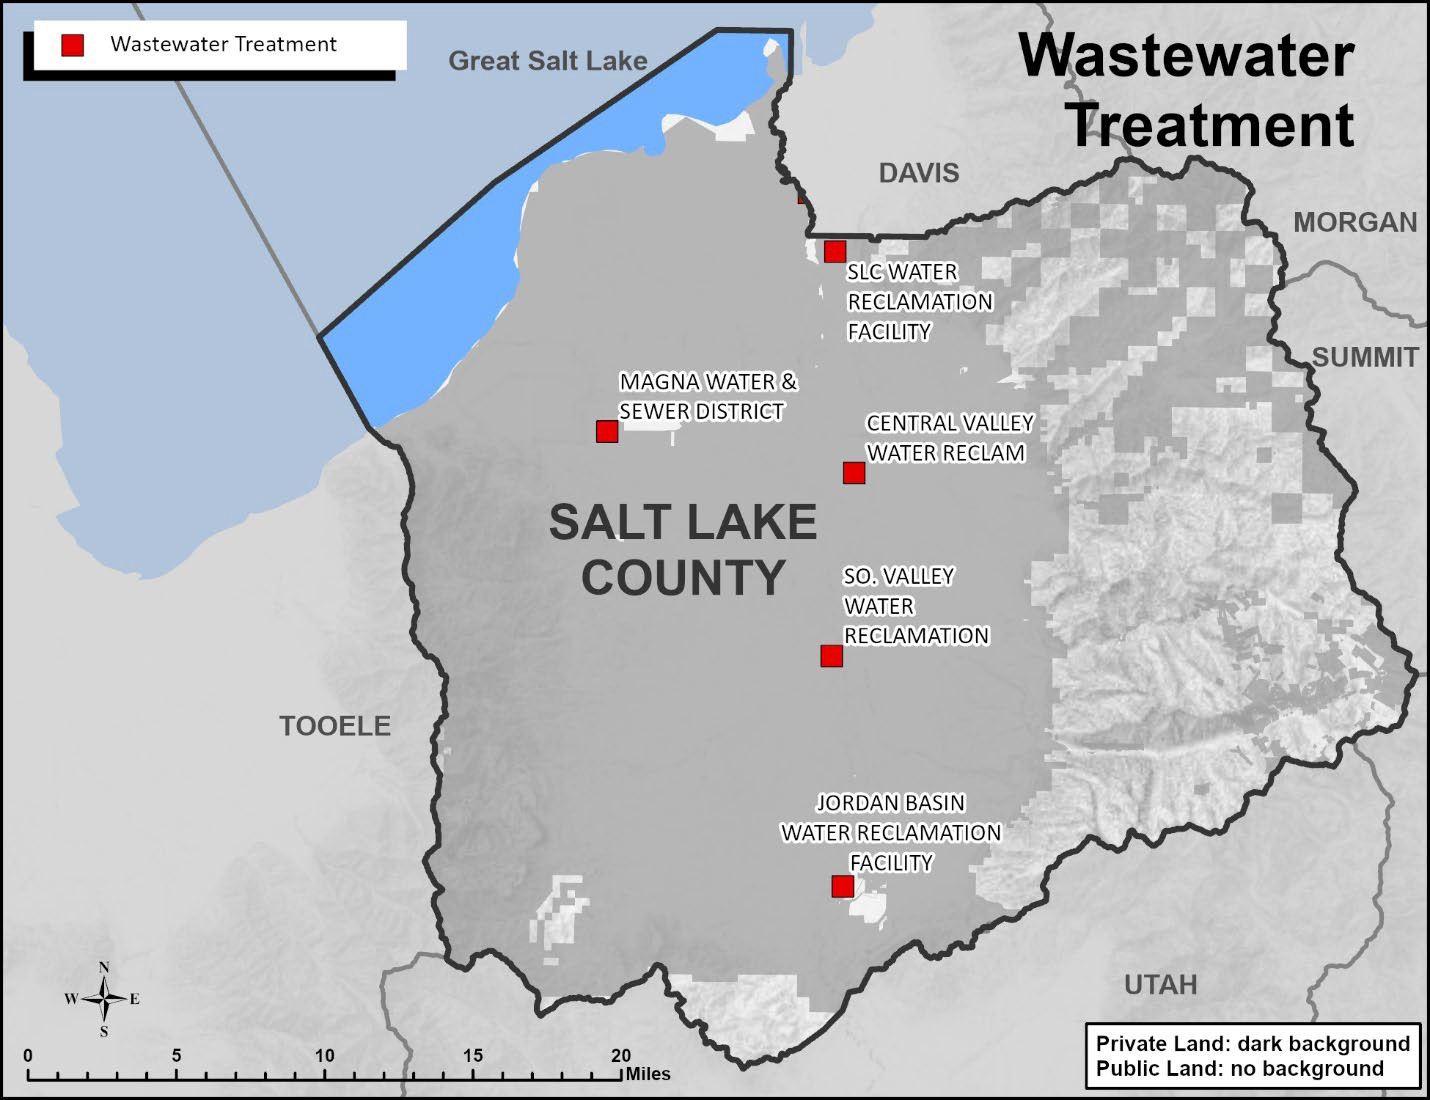 Wastewater Treatment
Great Salt Lake
Wastewater
Treatment
DAVIS
MORGAN
SLC WATER
RECLAMATION
FACILITY
SUMMIT
MAGNA WATER &
SEWER DISTRICT
CENTRAL VALLEY
WATER RECLAM
SALT LAKE
COUNTY
SO. VALLEY
WATER
RECLAMATION
TOOELE
JORDAN BASIN
WATER RECLAMATION
FACILITY
UTAH
N
W E
S
0 5 10 15 20
Miles
Private Land: dark background
Public Land: no background